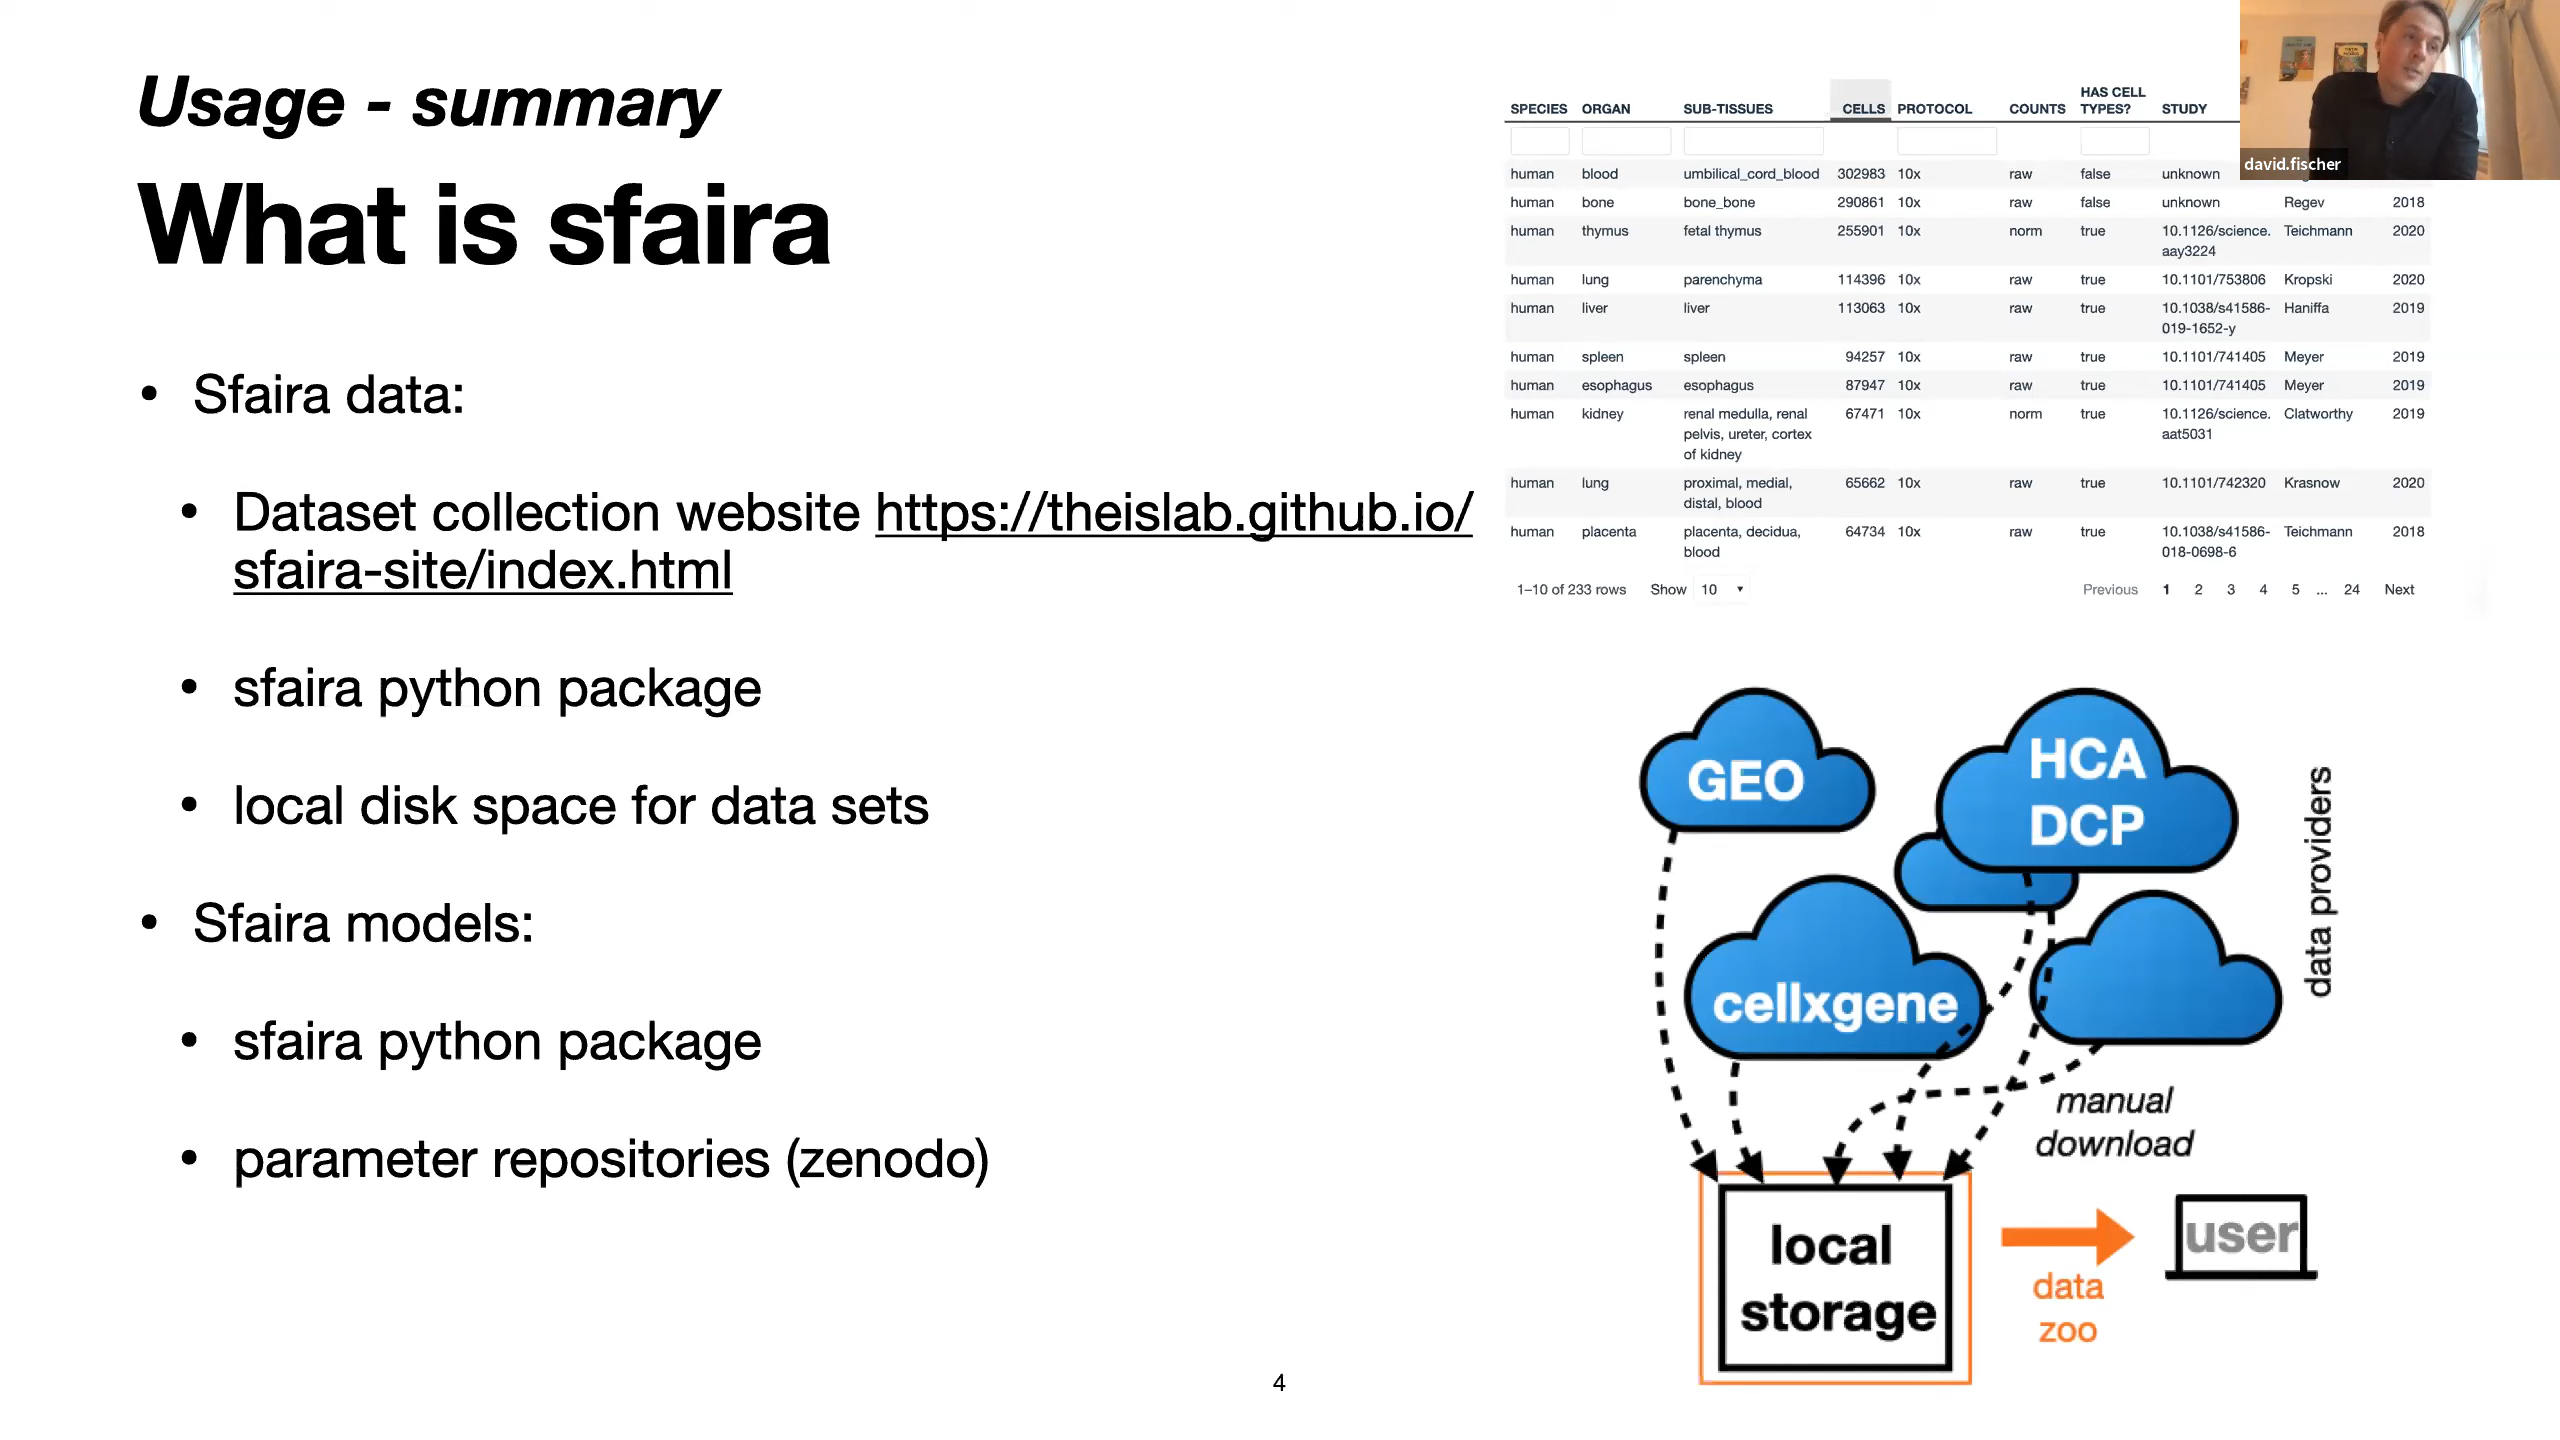 Usage - summary
What is sfaira
• Sfaira data:
• Dataset collection website https://theislab.github.io/
sfaira-site/index.html
• sfaira python package
• local disk space for data sets
• Sfaira models:
• sfaira python package
• parameter repositories (zenodo)
SPECIES ORGAN SUB-TISSUES CELLS PROTOCOL COUNTS HAS CELL TYPES? STUDY
human blood umbilical_cord_blood 302983 10x raw false unknown
human bone bone_bone 290861 10x raw false unknown Regev 2018
human thymus fetal thymus 255901 10x norm true 10.1126/science. Teichmann 2020
aay3224
human lung parenchyma 114396 10x raw true 10.1101/753806 Kropski 2020
human liver liver 113063 10x raw true 10.1038/s41586- Haniffa 2019
019-1652-y
human spleen spleen 94257 10x raw true 10.1101/741405 Meyer 2019
human esophagus esophagus 87947 10x raw true 10.1101/741405 Meyer 2019
human kidney renal medulla, renal 67471 10x norm true 10.1126/science. Clatworthy 2019
pelvis, ureter, cortex aat5031
of kidney
human lung proximal, medial, 65662 10x raw true 10.1101/742320 Krasnow 2020
distal, blood
human placenta placenta, decidua, 64734 10x raw true 10.1038/s41586- Teichmann 2018
blood 018-0698-6
1–10 of 233 rows Show 10 Previous 1 2 3 4 5 ... 24 Next
david.fischer
GEO
HCA
DCP
cellxgene
data providers
manual
download
local
storage
data
zoo
user
4